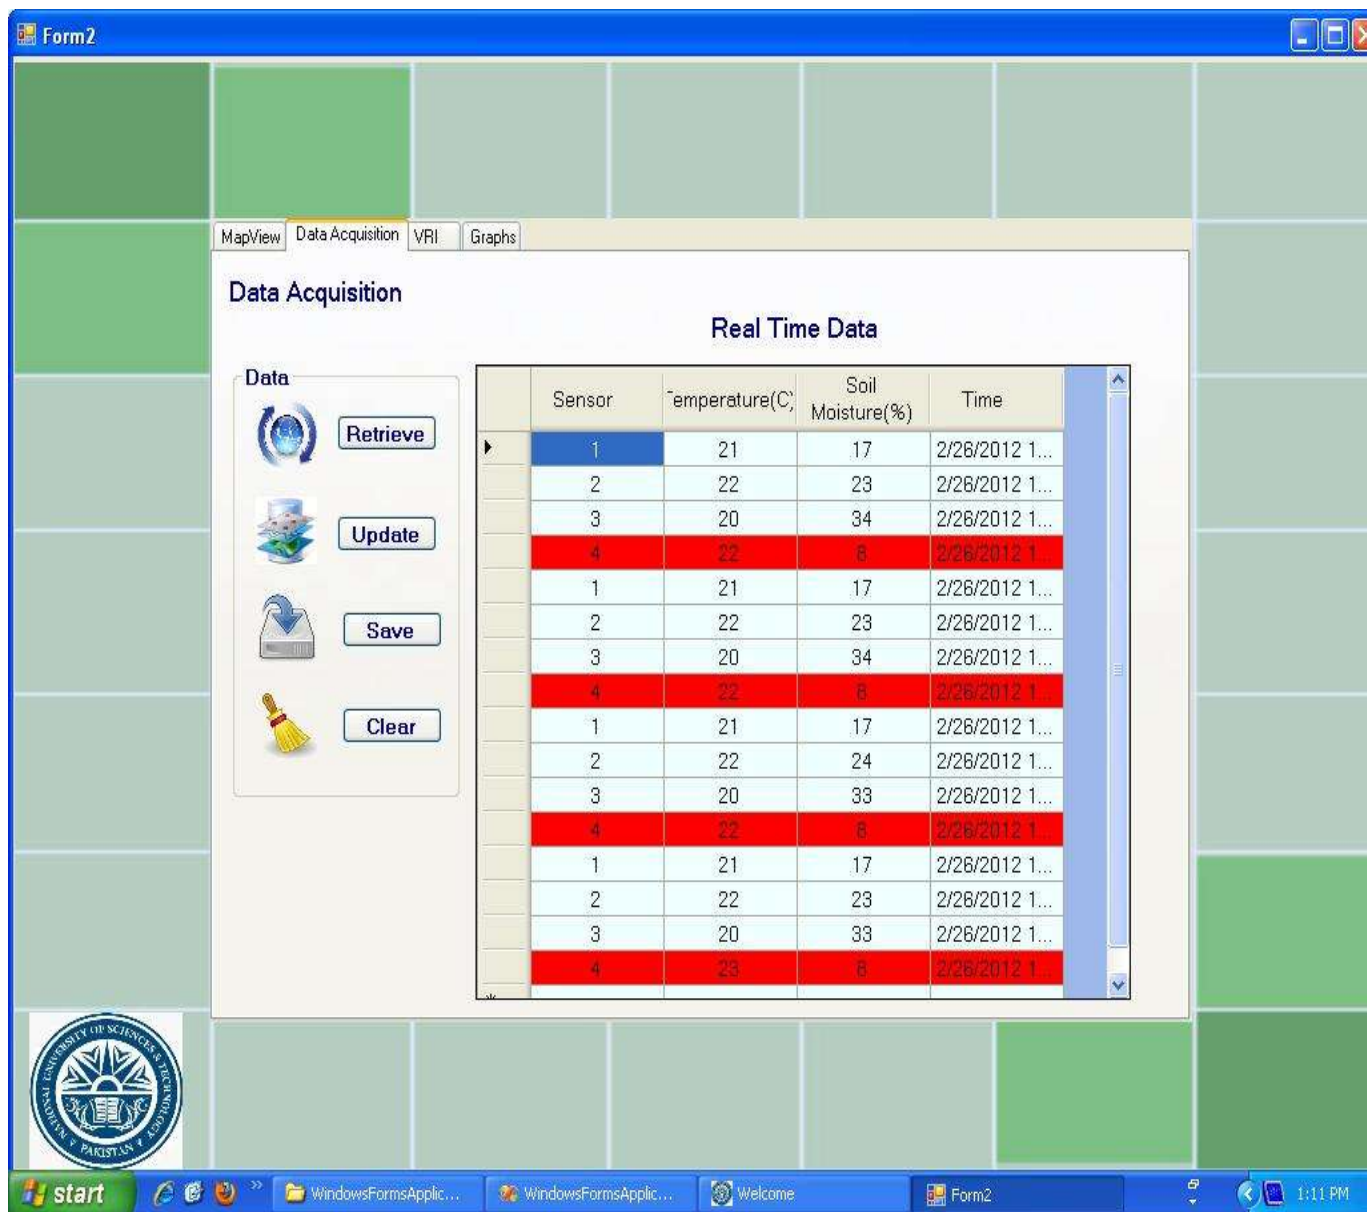 Form2
MapView Data Acquisition VRI Graphs
Data Acquisition
Real Time Data
Data
Retrieve
Update
Save
Clear
Sensor Temperature(C) Soil Moisture(%) Time
1 21 17 2/26/2012 1...
2 22 23 2/26/2012 1...
3 20 34 2/26/2012 1...
4 22 8 2/26/2012 1...
1 21 17 2/26/2012 1...
2 22 23 2/26/2012 1...
3 20 34 2/26/2012 1...
4 22 8 2/26/2012 1...
1 21 17 2/26/2012 1...
2 22 24 2/26/2012 1...
3 20 33 2/26/2012 1...
4 22 8 2/26/2012 1...
1 21 17 2/26/2012 1...
2 22 23 2/26/2012 1...
3 20 33 2/26/2012 1...
4 23 8 2/26/2012 1...
*
NATIONAL UNIVERSITY OF SCIENCES & TECHNOLOGY
PAKISTAN
start » WindowsFormsApplic... WindowsFormsApplic... Welcome Form2 1:11 PM